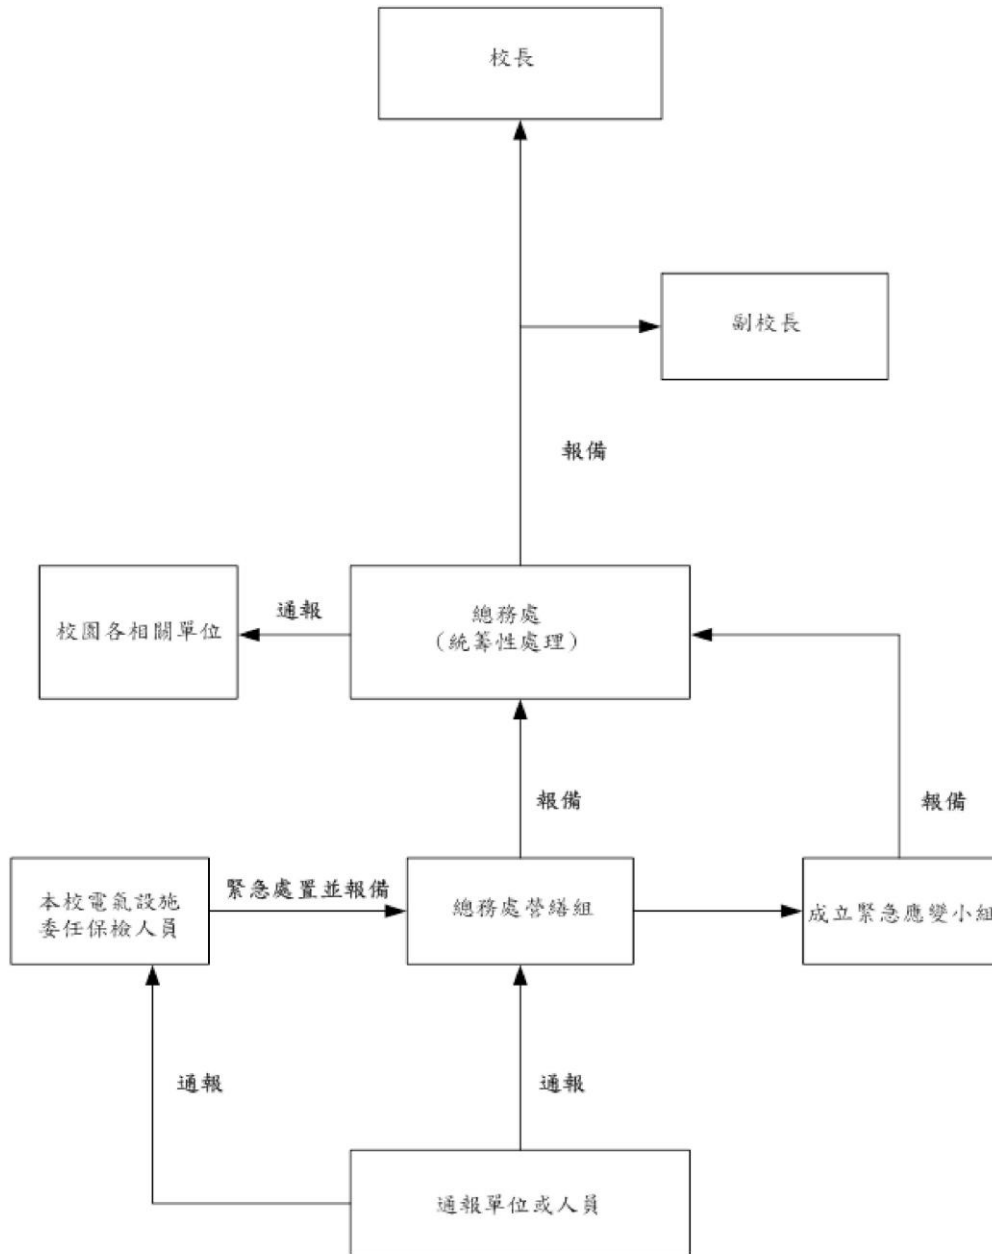 校長
副校長
報備
校園各相關單位
通報
總務處
(統籌性處理)
報備
報備
本校電氣設施
委任保檢人員
緊急處置並報備
總務處營繕組
成立緊急應變小組
通報
通報
通報單位或人員